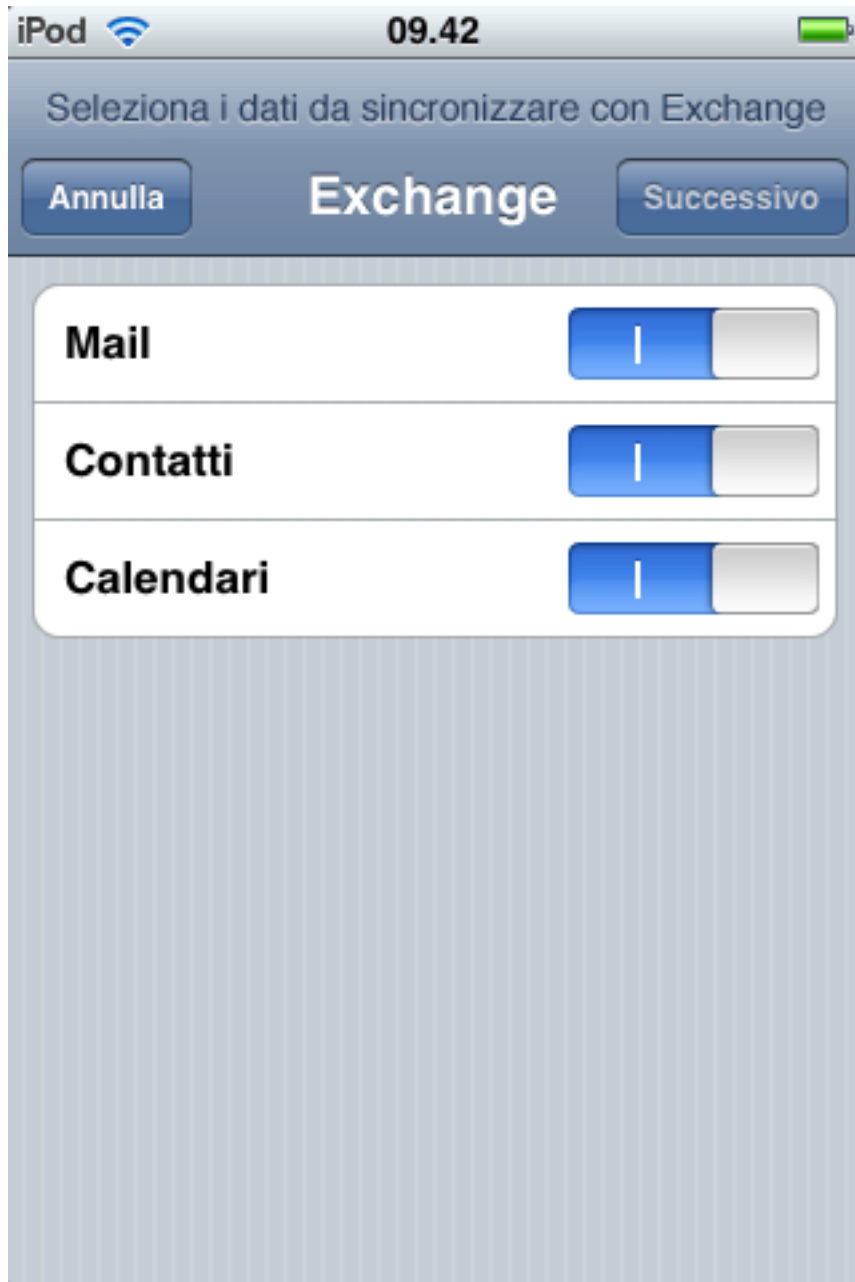 iPod 09.42
Seleziona i dati da sincronizzare con Exchange
Annulla Exchange Successivo
Mail
Contatti
Calendari